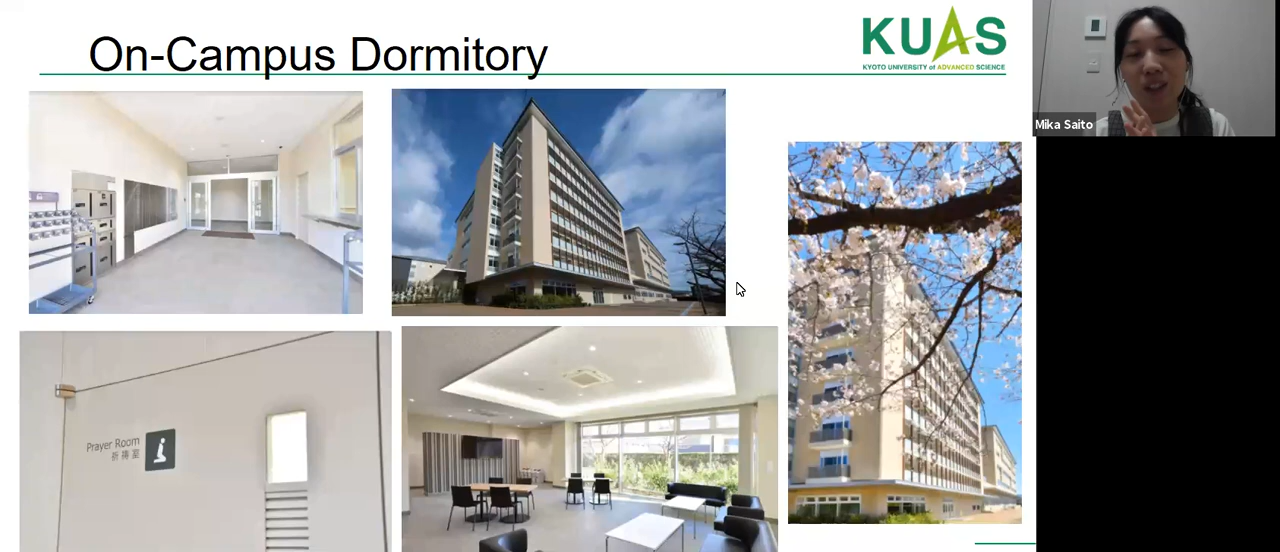 On-Campus Dormitory
KUAS
KYOTO UNIVERSITY of ADVANCED SCIENCE
Mika Saito
Prayer Room
祈祷室